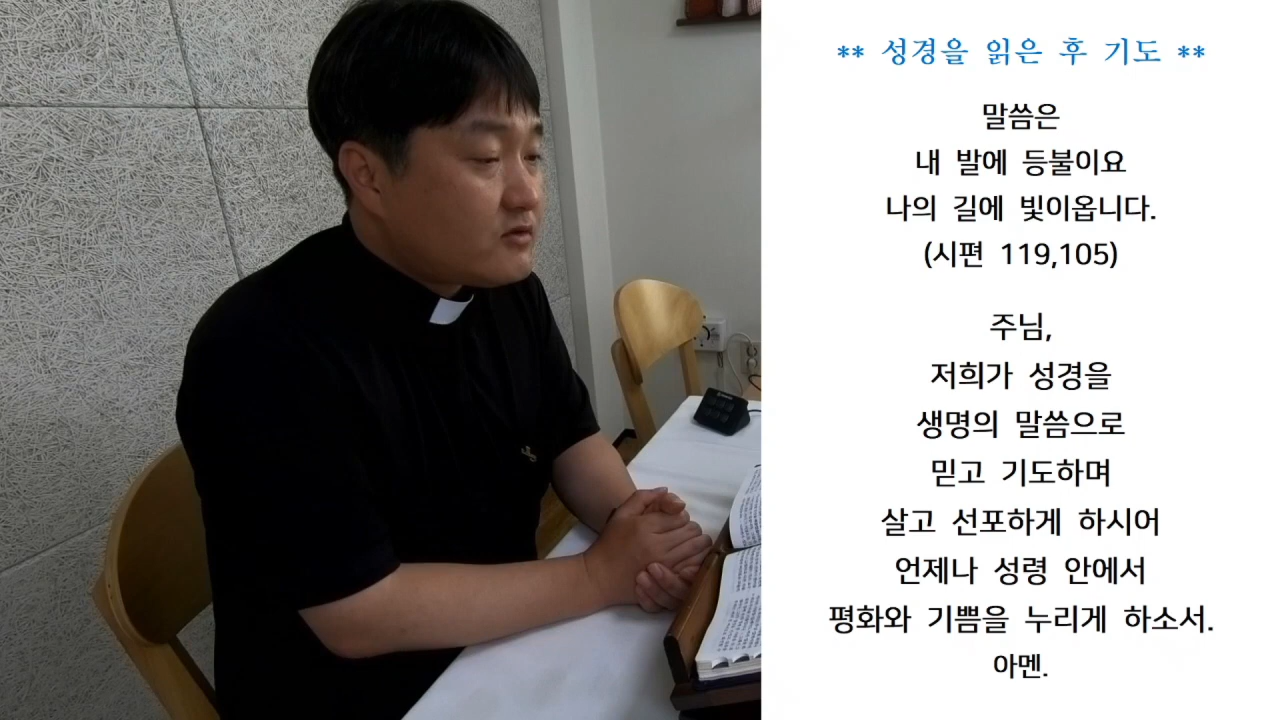 ** 성경을 읽은 후 기도 **
말씀은
내 발에 등불이요
나의 길에 빛이옵니다.
(시편 119,105)
주님,
저희가 성경을
생명의 말씀으로
믿고 기도하며
살고 선포하게 하시어
언제나 성령 안에서
평화와 기쁨을 누리게 하소서.
아멘.